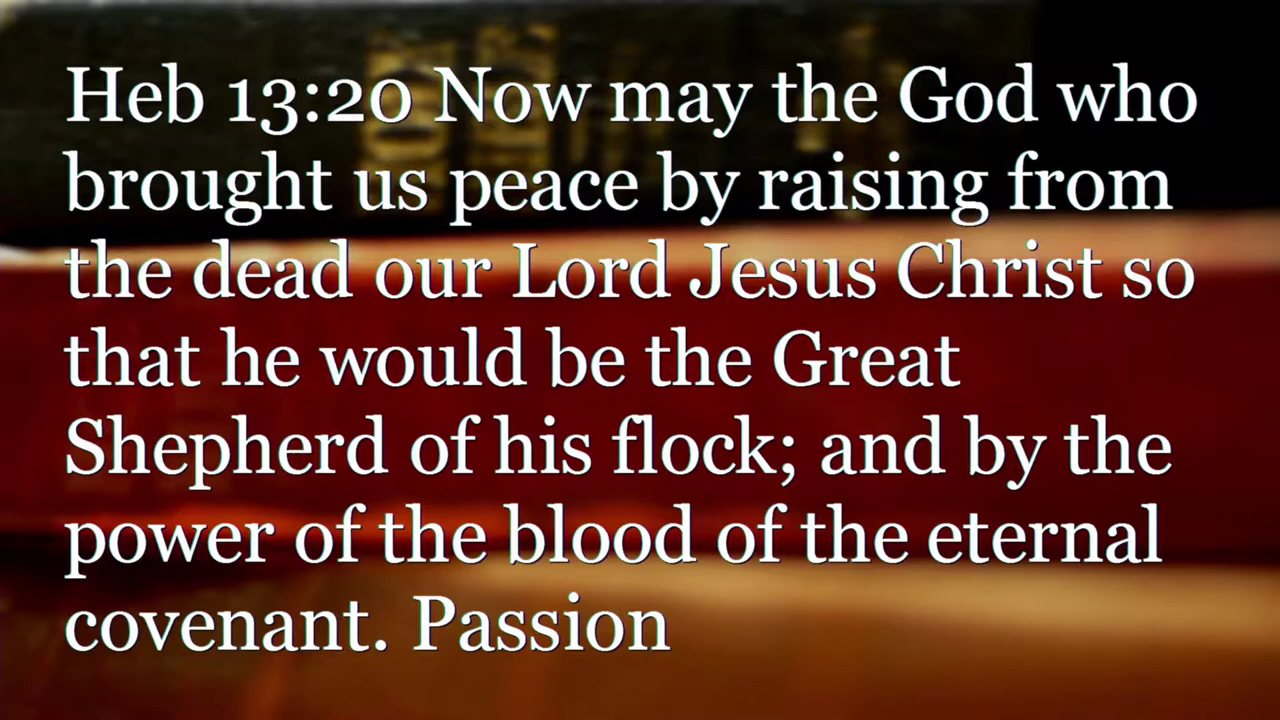 Heb 13:20 Now may the God who
brought us peace by raising from
the dead our Lord Jesus Christ so
that he would be the Great
Shepherd of his flock; and by the
power of the blood of the eternal
covenant. Passion